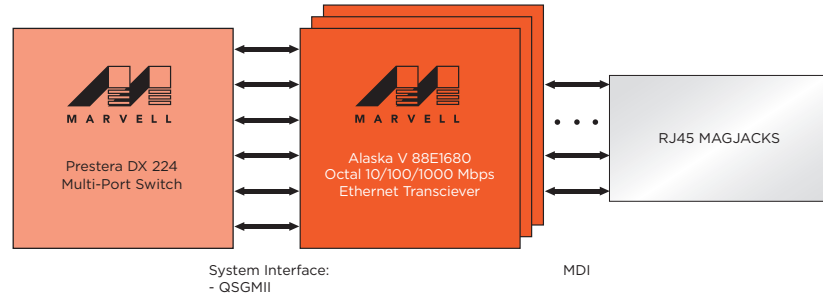 MARVELL
Prestera DX 224
Multi-Port Switch
MARVELL
Alaska V 88E1680
Octal 10/100/1000 Mbps
Ethernet Transciever
RJ45 MAGJACKS
System Interface:
- QSGMII
MDI